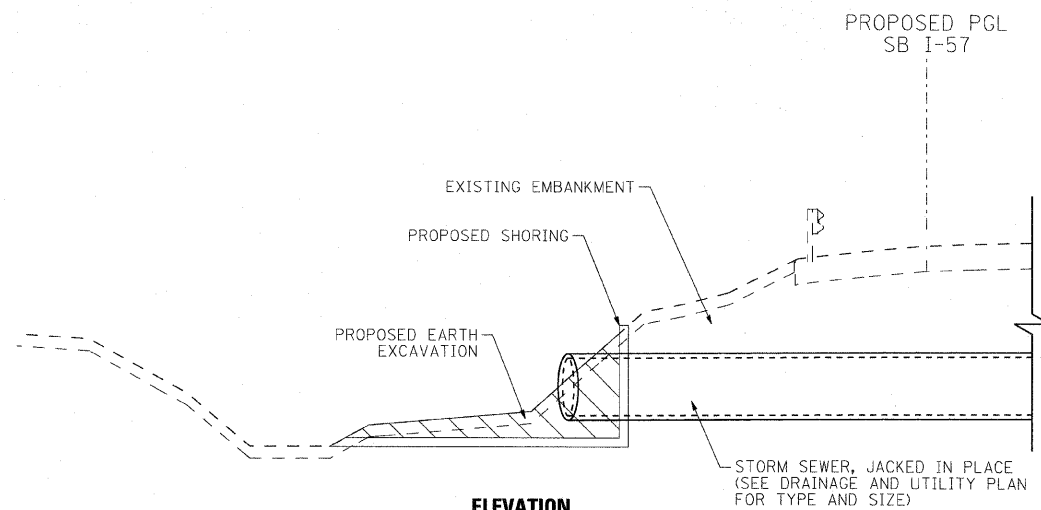 PROPOSED PGL
SB I-57
EXISTING EMBANKMENT
PROPOSED SHORING
PROPOSED EARTH
EXCAVATION
STORM SEWER, JACKED IN PLACE
(SEE DRAINAGE AND UTILITY PLAN
FOR TYPE AND SIZE)
ELEVATION